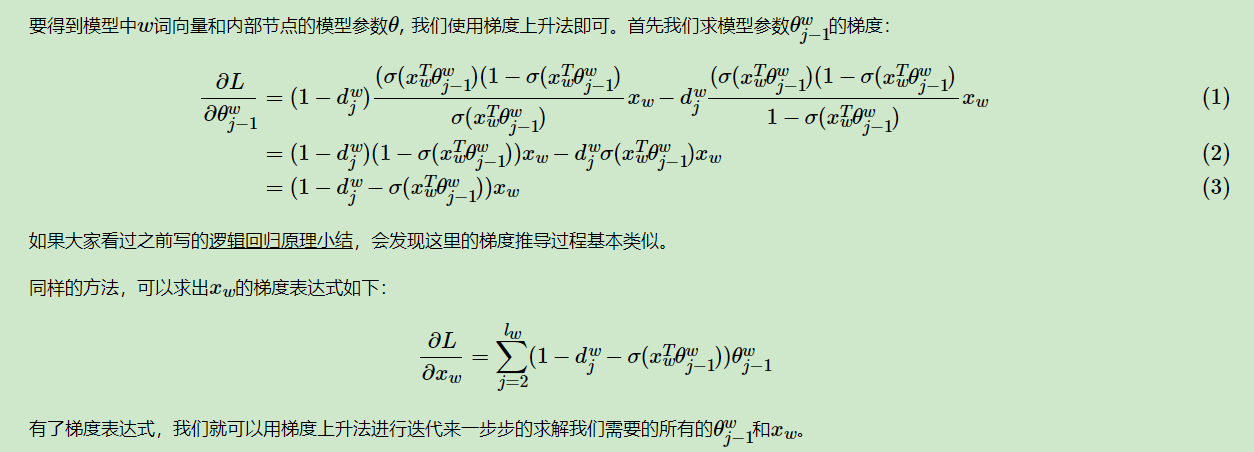 要得到模型中w词向量和内部节点的模型参数θ, 我们使用梯度上升法即可。首先我们求模型参数θ^w_{j−1}的梯度：
∂L/∂θ^w_{j−1} = (1 − d^w_j) (σ(x^T_w θ^w_{j−1})(1 − σ(x^T_w θ^w_{j−1}) / σ(x^T_w θ^w_{j−1}) x_w − d^w_j (σ(x^T_w θ^w_{j−1})(1 − σ(x^T_w θ^w_{j−1}) / 1 − σ(x^T_w θ^w_{j−1}) x_w (1)
= (1 − d^w_j)(1 − σ(x^T_w θ^w_{j−1}))x_w − d^w_j σ(x^T_w θ^w_{j−1})x_w (2)
= (1 − d^w_j − σ(x^T_w θ^w_{j−1}))x_w (3)
如果大家看过之前写的逻辑回归原理小结，会发现这里的梯度推导过程基本类似。
同样的方法，可以求出x_w的梯度表达式如下：
∂L/∂x_w = ∑_{j=2}^{l_w} (1 − d^w_j − σ(x^T_w θ^w_{j−1}))θ^w_{j−1}
有了梯度表达式，我们就可以用梯度上升法进行迭代来一步步的求解我们需要的所有的θ^w_{j−1}和x_w。